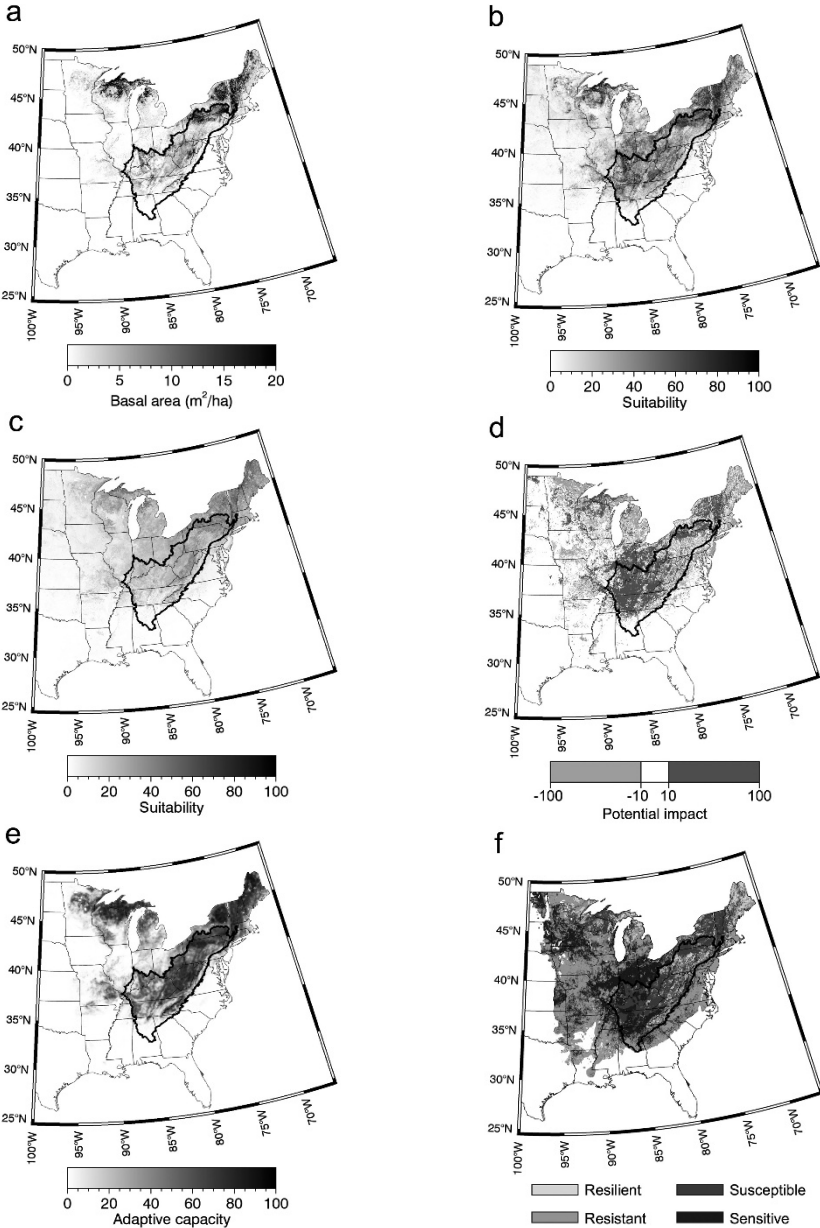 a
50°N
45°N
40°N
35°N
30°N
25°N
100°W
95°W
90°W
85°W
80°W
75°W
70°W
0 5 10 15 20
Basal area (m²/ha)
b
50°N
45°N
40°N
35°N
30°N
25°N
100°W
95°W
90°W
85°W
80°W
75°W
70°W
0 20 40 60 80 100
Suitability
c
50°N
45°N
40°N
35°N
30°N
25°N
100°W
95°W
90°W
85°W
80°W
75°W
70°W
0 20 40 60 80 100
Suitability
d
50°N
45°N
40°N
35°N
30°N
25°N
100°W
95°W
90°W
85°W
80°W
75°W
70°W
-100 -10 10 100
Potential impact
e
50°N
45°N
40°N
35°N
30°N
25°N
100°W
95°W
90°W
85°W
80°W
75°W
70°W
0 20 40 60 80 100
Adaptive capacity
f
50°N
45°N
40°N
35°N
30°N
25°N
100°W
95°W
90°W
85°W
80°W
75°W
70°W
Resilient Susceptible
Resistant Sensitive